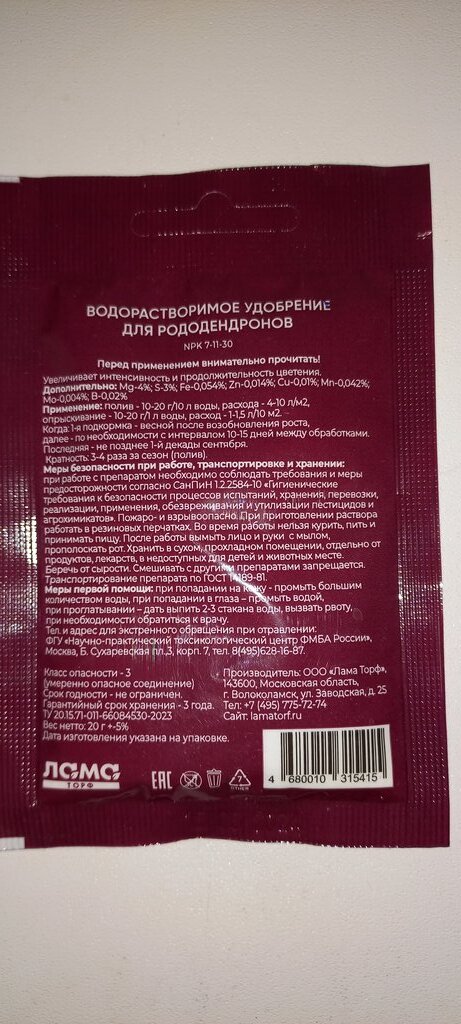 ВОДОРАСТВОРИМОЕ УДОБРЕНИЕ
ДЛЯ РОДОДЕНДРОНОВ
NPK 7-11-30
Перед применением внимательно прочитать!
Увеличивает интенсивность и продолжительность цветения.
Дополнительно: Mg-4%; S-3%, Fe-0,054%; Zn-0,014%; Cu-0,01%; Mn-0,042%;
Mo-0,004%; B-0,02%
Применение: полив - 10-20 г/10 л воды, расход - 4-10 л/м2,
опрыскивание - 10-20 г/1 л воды, расход - 1-1,5 л/10 м2.
Когда: 1-я подкормка - весной после возобновления роста,
далее - по необходимости с интервалом 10-15 дней между обработками.
Последняя - не позднее 1-й декады сентября.
Кратность: 3-4 раза за сезон (полив).
Меры безопасности при работе, транспортировке и хранении:
при работе с препаратом необходимо соблюдать требования и меры
предосторожности согласно СанПиН 1.2.2584-10 «Гигиенические
требования к безопасности процессов испытаний, хранения, перевозки,
реализации, применения, обезвреживания и утилизации пестицидов и
агрохимикатов». Пожаро- и взрывоопасно. При приготовлении раствора
работать в резиновых перчатках. Во время работы нельзя курить, пить и
принимать пищу. После работы вымыть лицо и руки с мылом,
прополоскать рот. Хранить в сухом, прохладном помещении, отдельно от
продуктов, лекарств, в недоступных для детей и животных месте.
Беречь от сырости. Смешивать с другими препаратами запрещается.
Транспортирование препарата по ГОСТ 189-81.
Меры первой помощи: при попадании на кожу - промыть большим
количеством воды, при попадании в глаза – промыть водой,
при проглатывании – дать выпить 2-3 стакана воды, вызвать рвоту,
при необходимости обратиться к врачу.
Тел. и адрес для экстренного обращения при отравлении:
ФГУ «Научно-практический токсикологический центр ФМБА России»,
Москва, Б. Сухаревская пл.,3, корп. 7, тел. 8(495)628-16-87.
Класс опасности - 3
(умеренно опасное соединение)
Срок годности - не ограничен.
Гарантийный срок хранения - 3 года.
ТУ 20.15.71-011-66084530-2023
Вес нетто: 20 г +-5%
Дата изготовления указана на упаковке.
Производитель: ООО «Лама Торф»,
143600, Московская область,
г. Волоколамск, ул. Заводская, д. 25
Тел: +7 (495) 775-72-74
Сайт: lamatorf.ru
ЛАМА
ТОРФ
EAC
7
OTHER
4 680010 315415